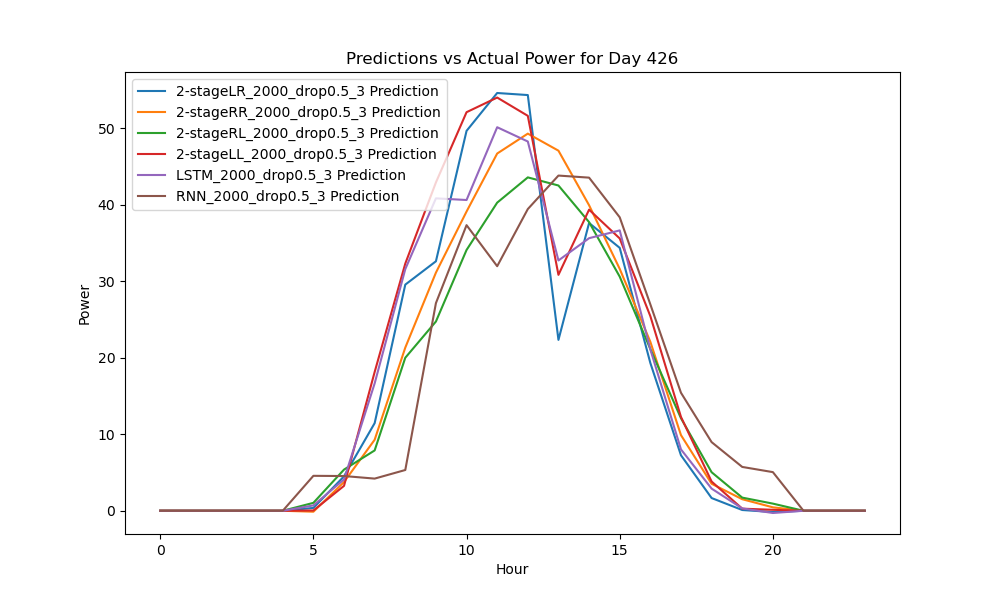 Predictions vs Actual Power for Day 426
2-stageLR_2000_drop0.5_3 Prediction
2-stageRR_2000_drop0.5_3 Prediction
2-stageRL_2000_drop0.5_3 Prediction
2-stageLL_2000_drop0.5_3 Prediction
LSTM_2000_drop0.5_3 Prediction
RNN_2000_drop0.5_3 Prediction
Power
50
40
30
20
10
0
0 5 10 15 20
Hour